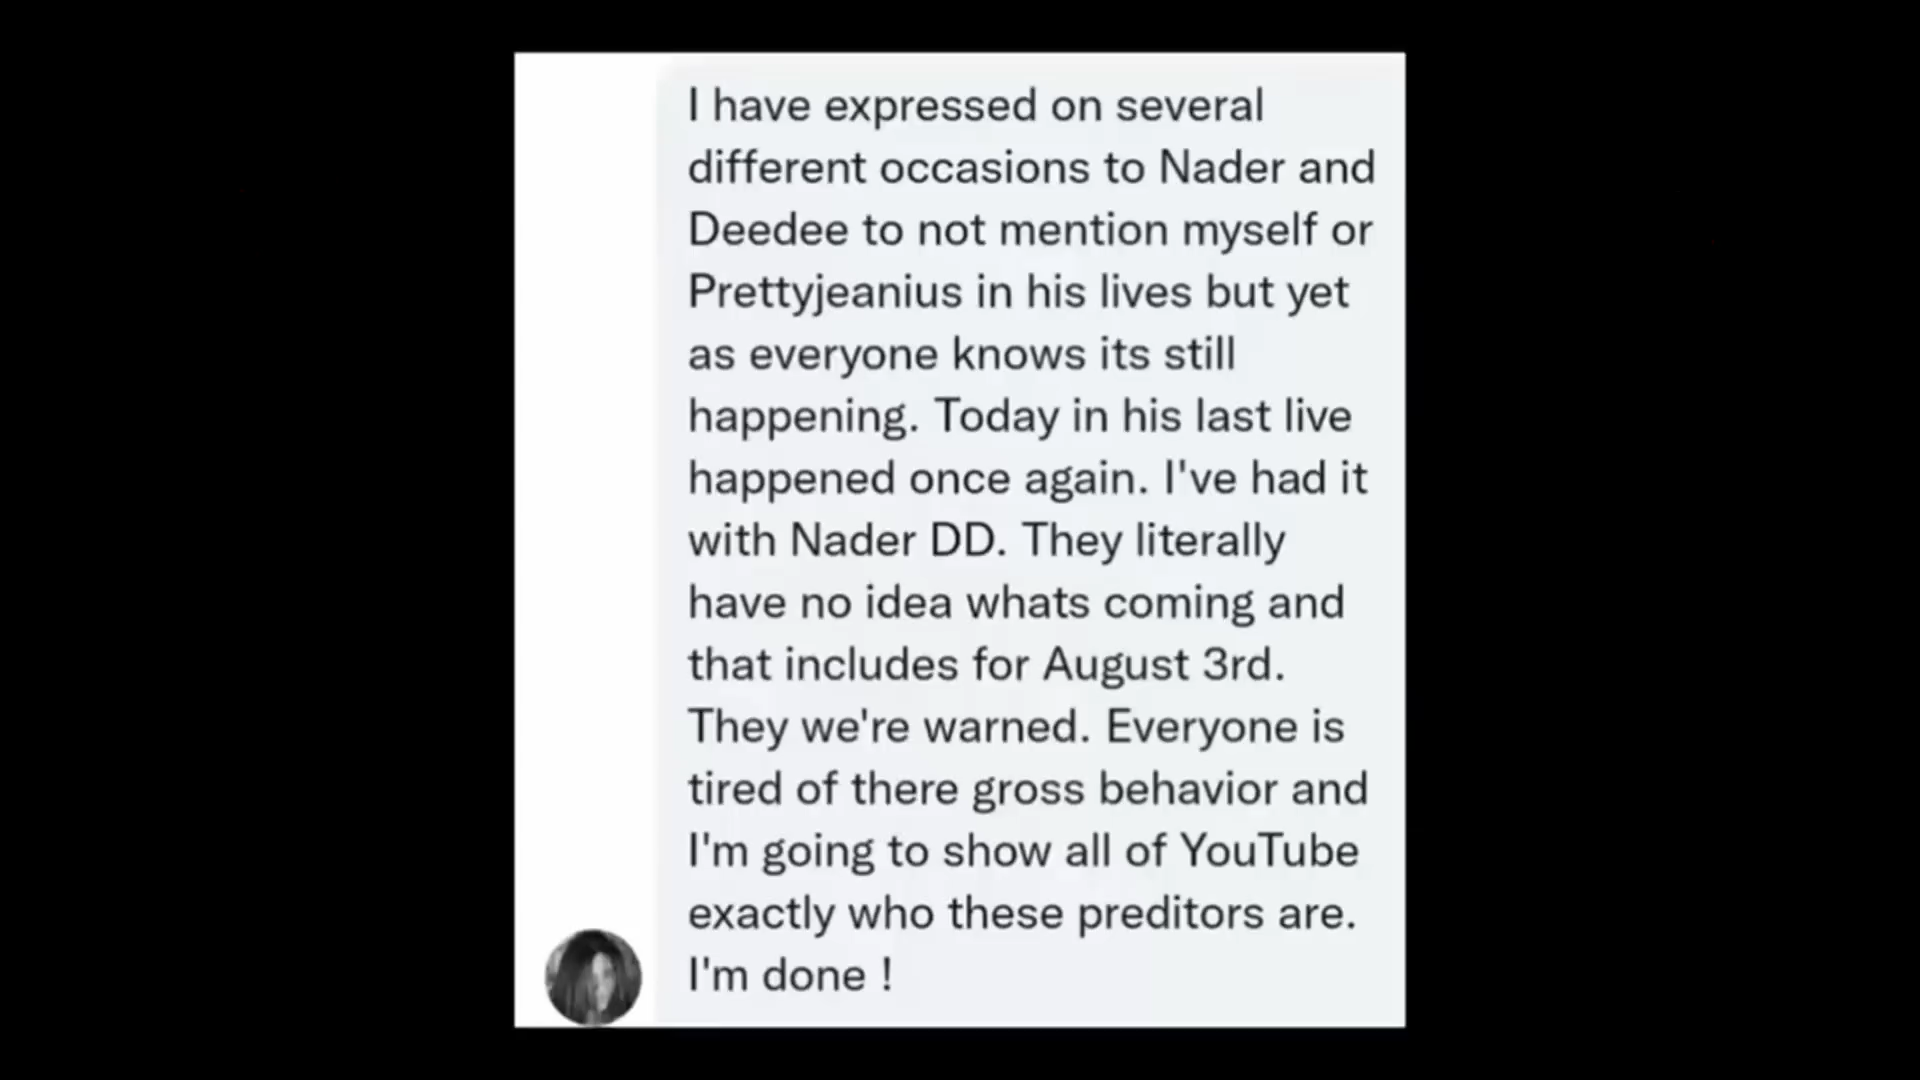 I have expressed on several
different occasions to Nader and
Deedee to not mention myself or
Prettyjeanius in his lives but yet
as everyone knows its still
happening. Today in his last live
happened once again. I've had it
with Nader DD. They literally
have no idea whats coming and
that includes for August 3rd.
They we're warned. Everyone is
tired of there gross behavior and
I'm going to show all of YouTube
exactly who these preditors are.
I'm done !